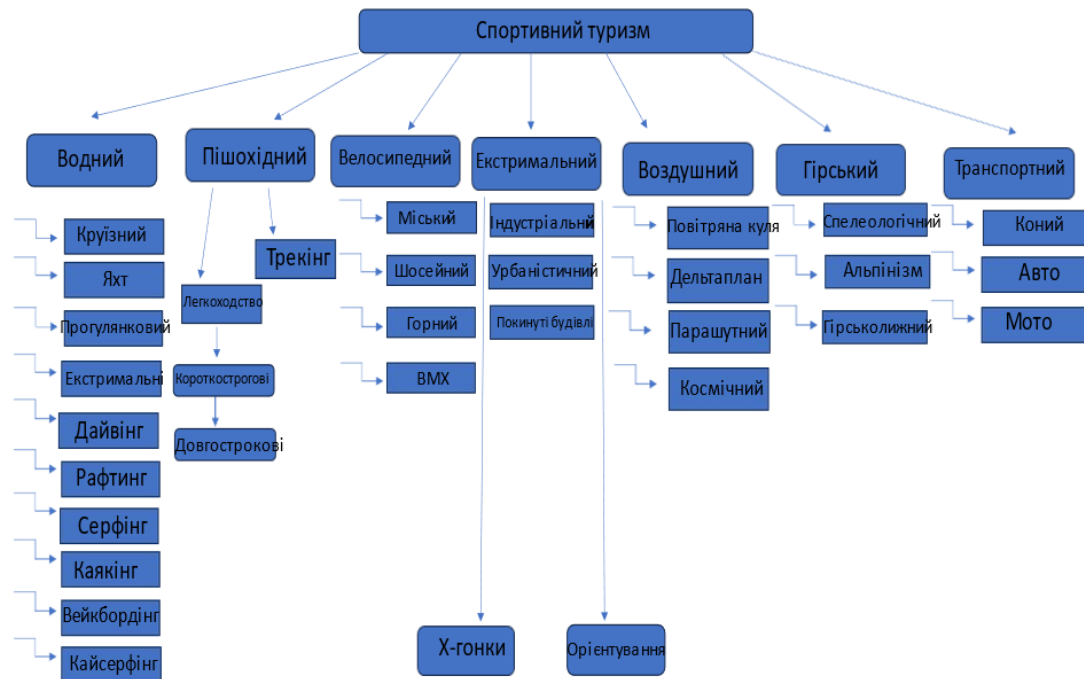 Спортивний туризм
Водний
Пішохідний
Велосипедний
Екстримальний
Воздушний
Гірський
Транспортний
Круїзний
Яхт
Прогулянковий
Екстримальні
Дайвінг
Рафтинг
Серфінг
Каякінг
Вейкбордінг
Кайсерфінг
Трекінг
Легкоходство
Короткострогові
Довгострокові
Міський
Шосейний
Горний
ВМХ
Індустріальний
Урбаністичний
Покинуті будівлі
Х-гонки
Орієнтування
Повітряна куля
Дельтаплан
Парашутний
Космічний
Спелеологічний
Альпінізм
Гірськолижний
Коний
Авто
Мото